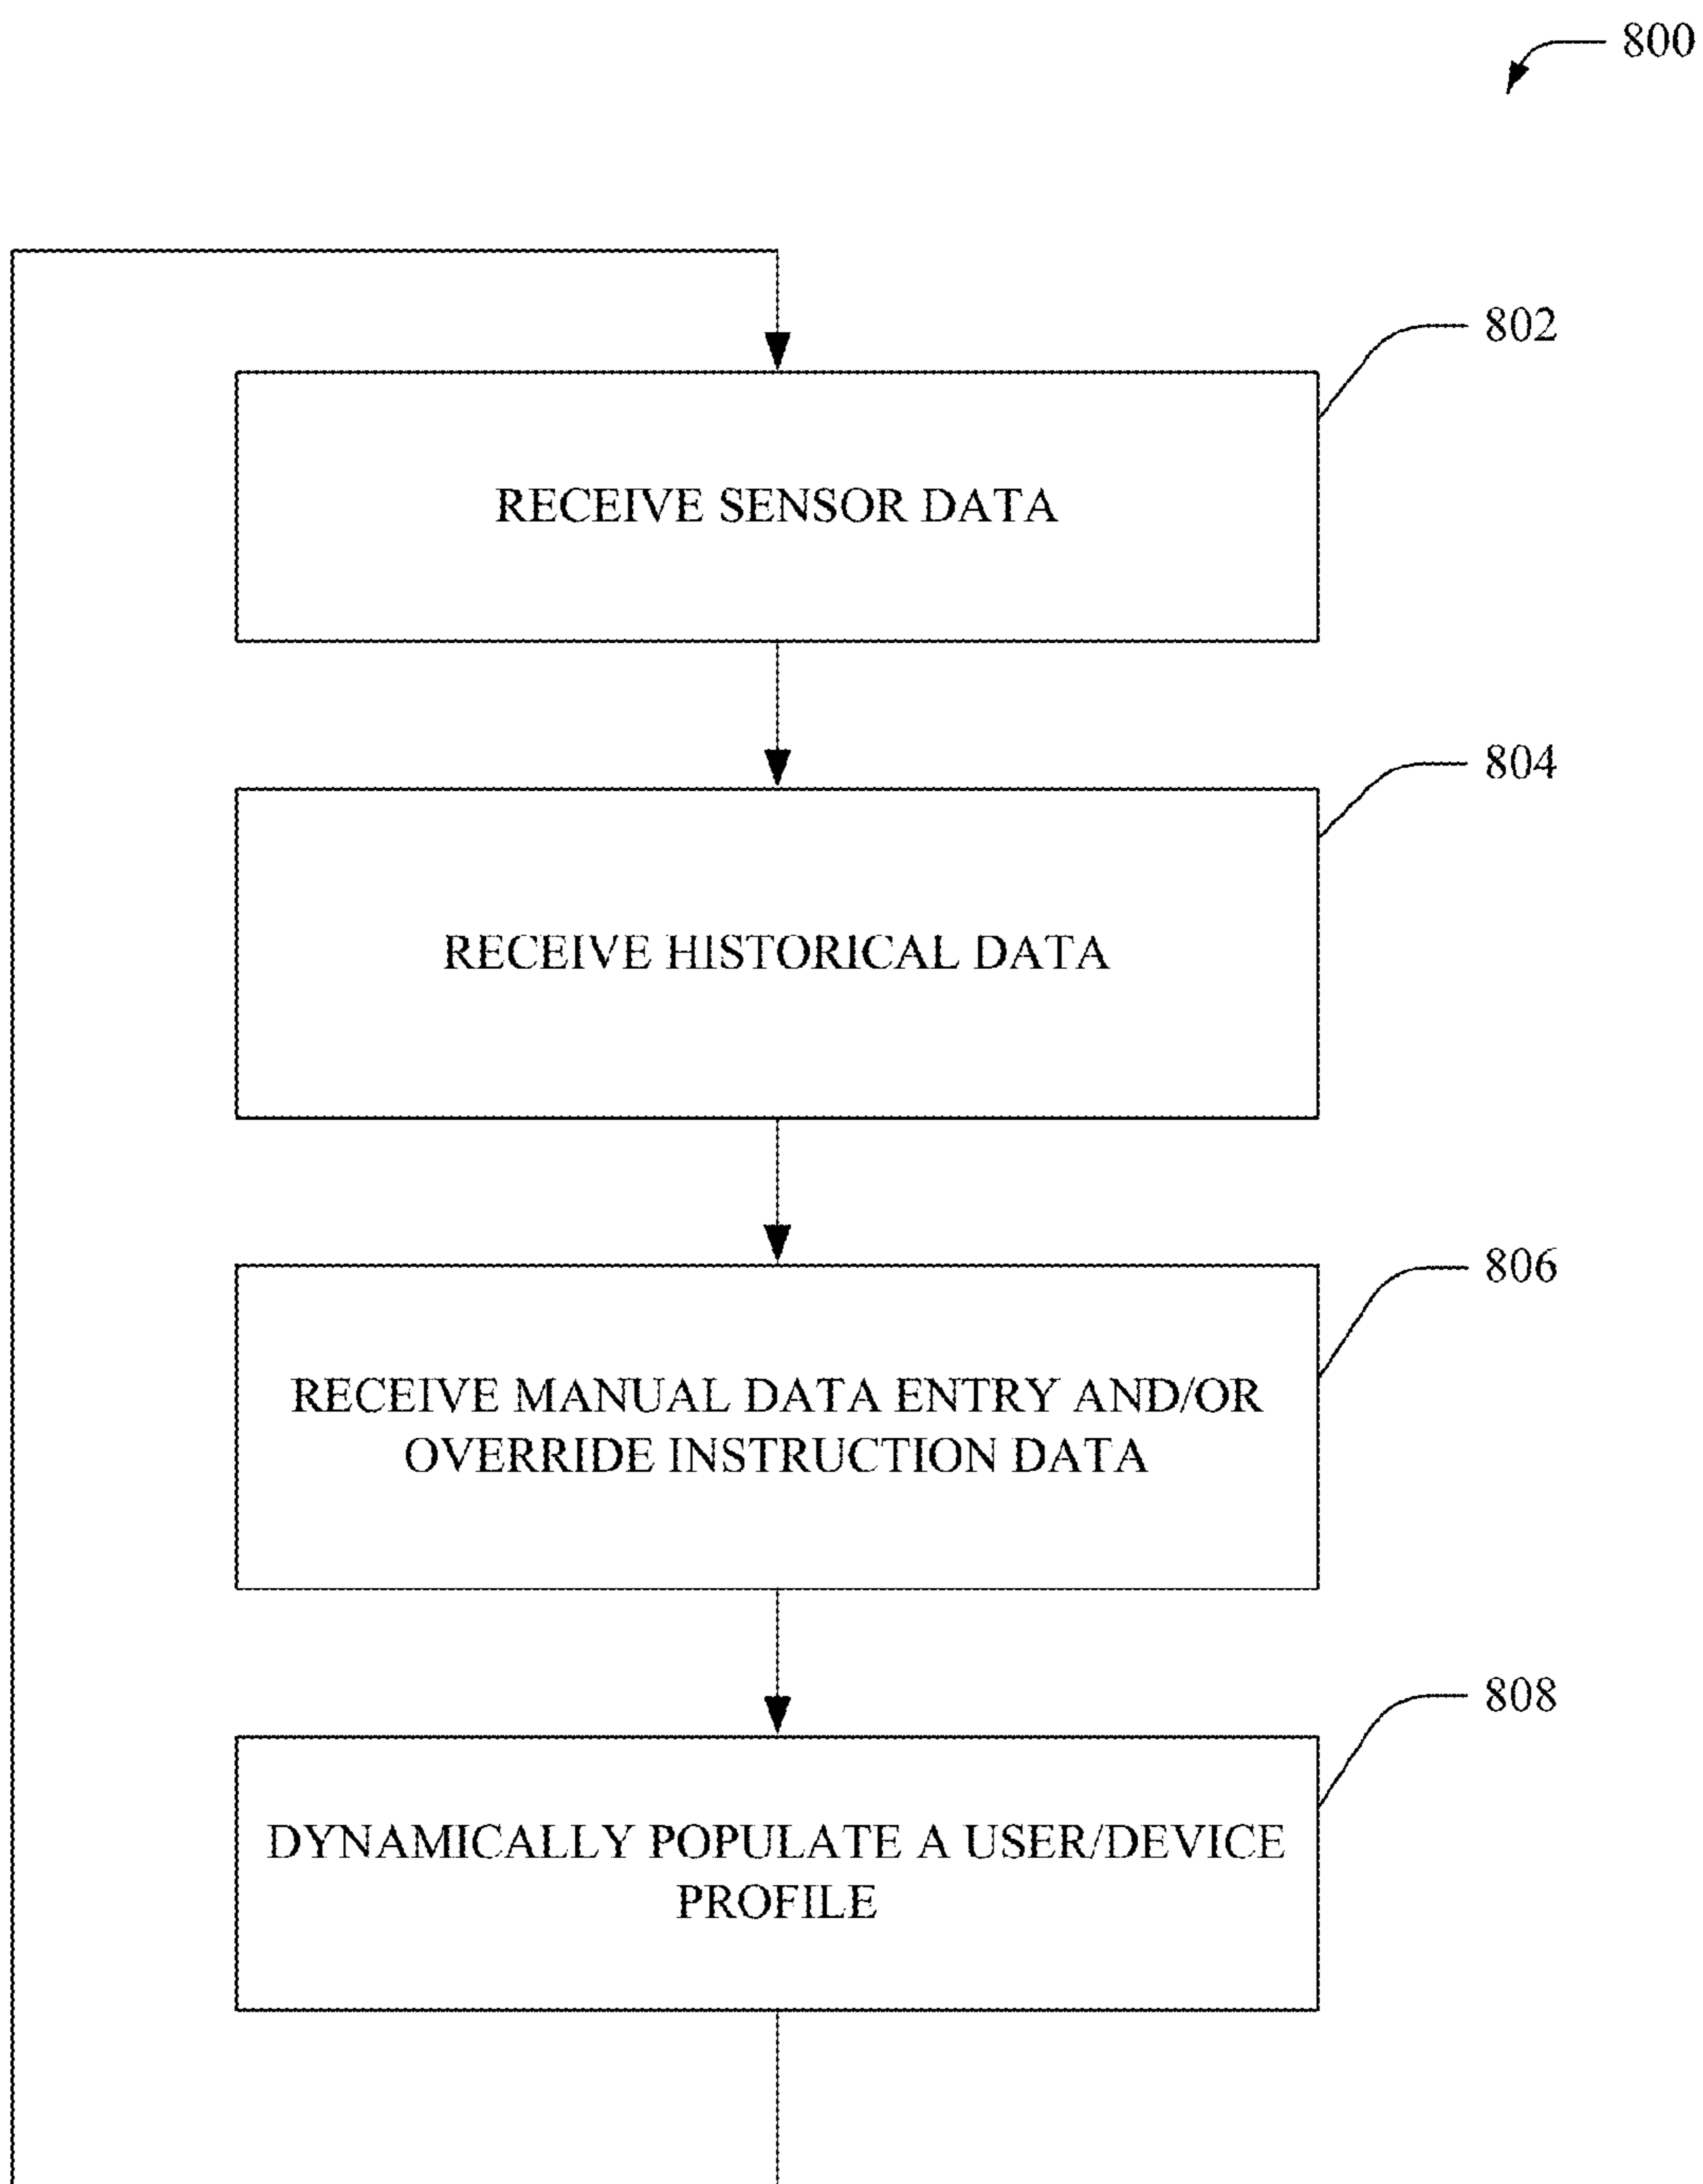 800
802
RECEIVE SENSOR DATA
804
RECEIVE HISTORICAL DATA
806
RECEIVE MANUAL DATA ENTRY AND/OR
OVERRIDE INSTRUCTION DATA
808
DYNAMICALLY POPULATE A USER/DEVICE
PROFILE